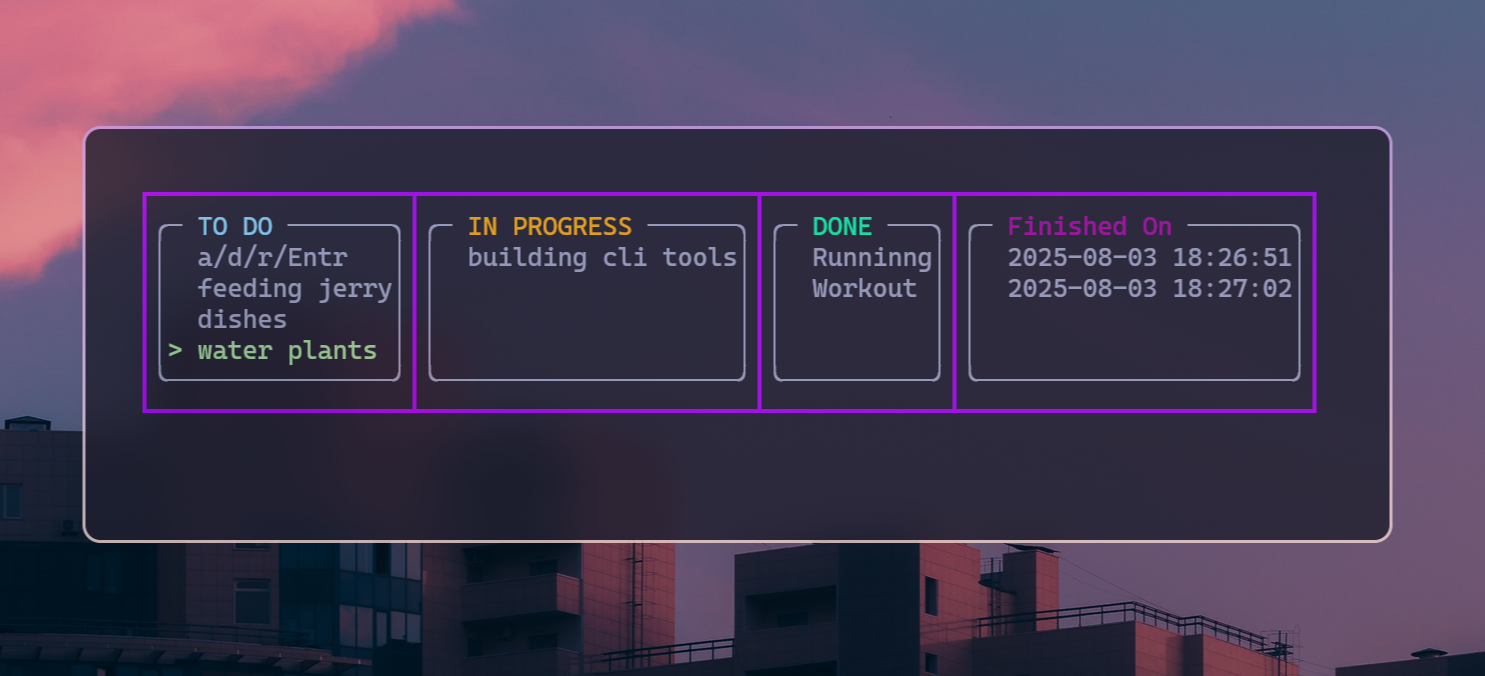 TO DO
a/d/r/Entr
feeding jerry
dishes
> water plants
IN PROGRESS
building cli tools
DONE
Runninng
Workout
Finished On
2025-08-03 18:26:51
2025-08-03 18:27:02